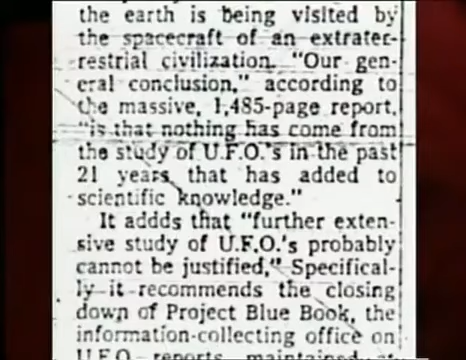 the earth is being visited by
the spacecraft of an extrater-
restrial civilization. "Our gen-
eral conclusion," according to
the massive, 1,485-page report,
"is that nothing has come from
the study of U.F.O.'s in the past
21 years that has added to
scientific knowledge."
It addds that "further exten-
sive study of U.F.O.'s probably
cannot be justified," Specifical-
ly it recommends the closing
down of Project Blue Book, the
information-collecting office on
U.F.O. reports maintained at